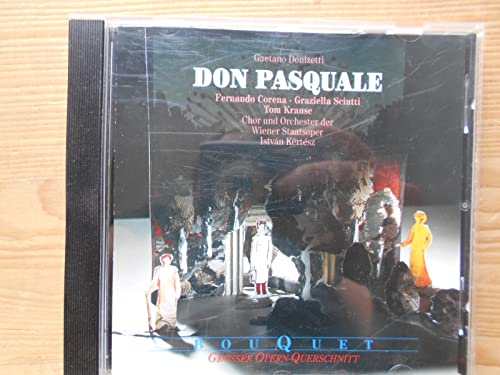 Gaetano Donizetti
DON PASQUALE
Fernando Corena · Graziella Sciutti
Tom Krause
Chor und Orchester der
Wiener Staatsoper
István Kertész
BOUQUET
GROSSER OPERN-QUERSCHNITT